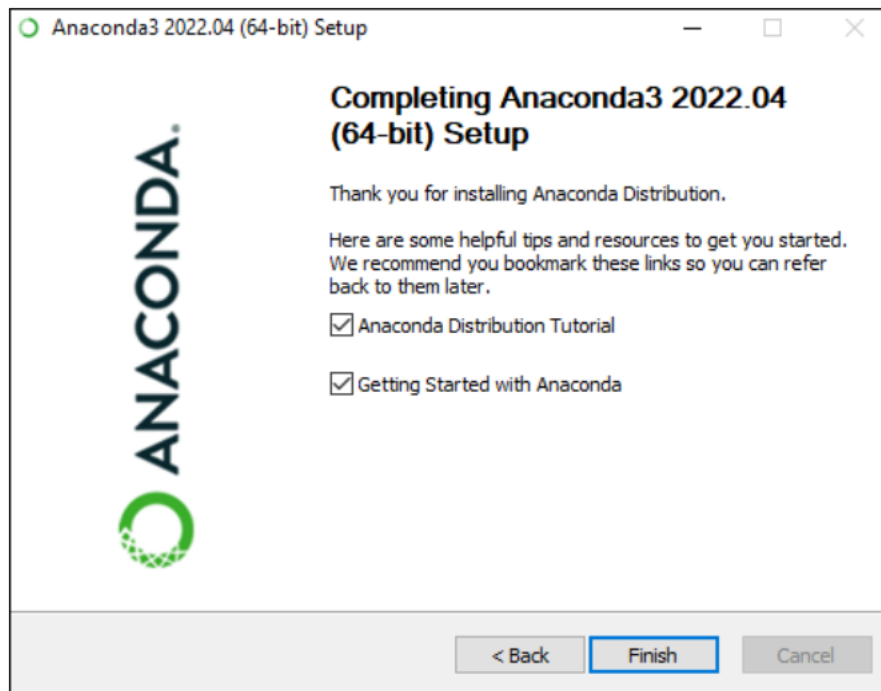 Anaconda3 2022.04 (64-bit) Setup
ANACONDA.
Completing Anaconda3 2022.04
(64-bit) Setup
Thank you for installing Anaconda Distribution.
Here are some helpful tips and resources to get you started.
We recommend you bookmark these links so you can refer
back to them later.
Anaconda Distribution Tutorial
Getting Started with Anaconda
< Back
Finish
Cancel